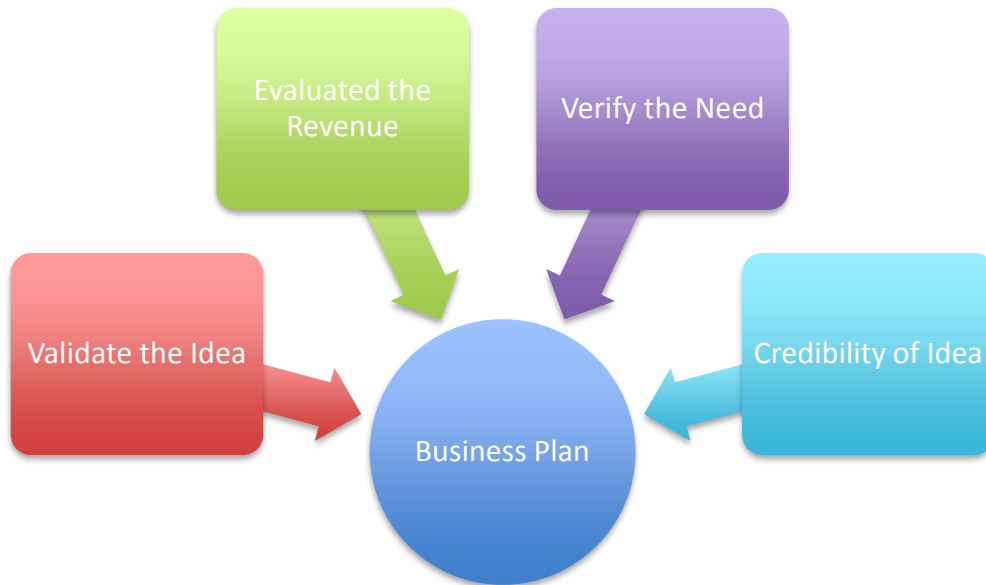 Evaluated the
Revenue
Verify the Need
Validate the Idea
Credibility of Idea
Business Plan